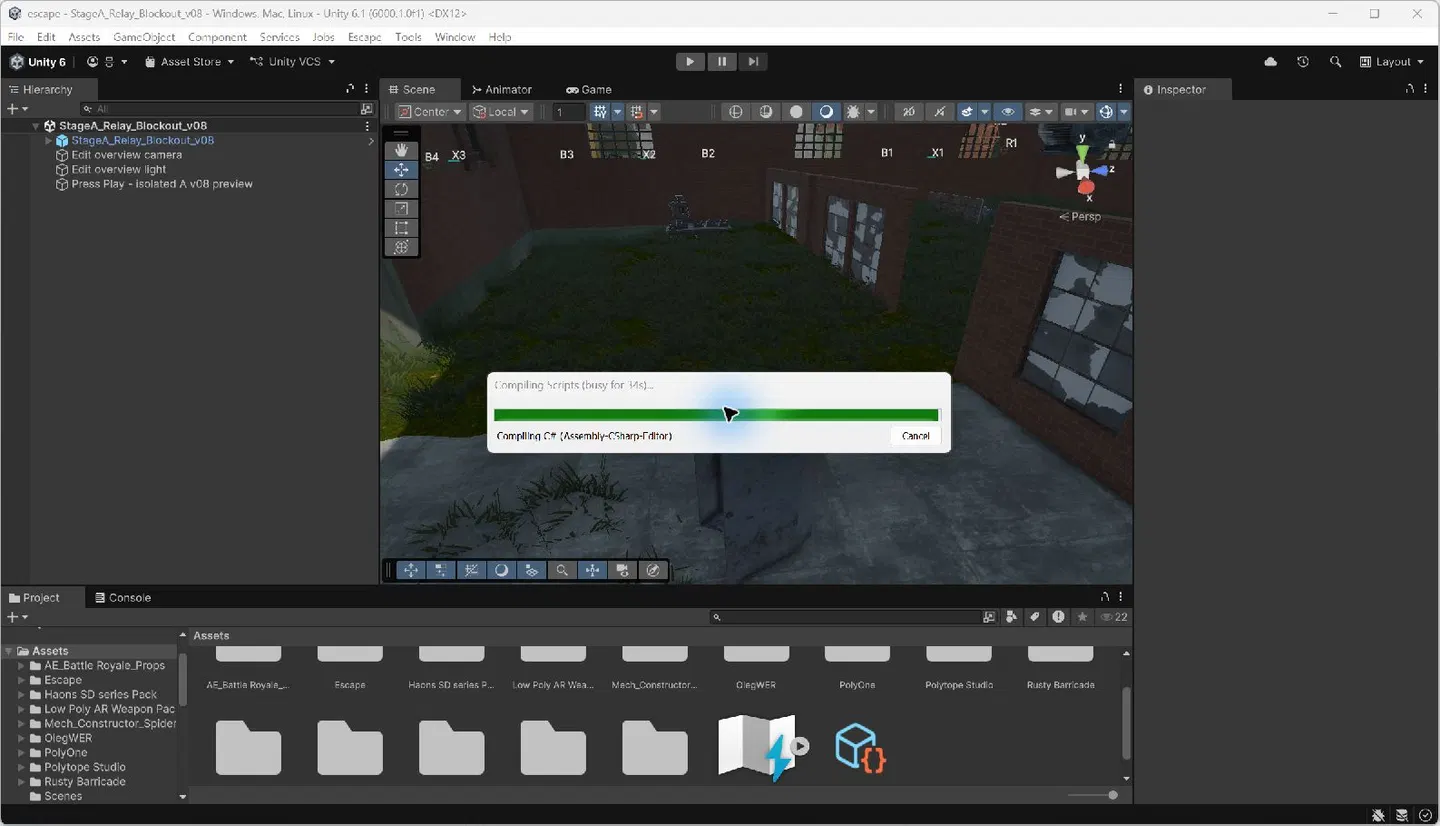 escape - StageA_Relay_Blockout_v08 - Windows, Mac, Linux - Unity 6.1 (6000.1.0f1) <DX12>
File Edit Assets GameObject Component Services Jobs Escape Tools Window Help
Unity 6 Asset Store Unity VCS Layout
Hierarchy Scene Animator Game Inspector
All Center Local 1 2D
StageA_Relay_Blockout_v08
StageA_Relay_Blockout_v08
Edit overview camera
Edit overview light
Press Play - isolated A v08 preview
B4 X3 B3 X2 B2 B1 X1 R1
y
z
x
Persp
Compiling Scripts (busy for 34s)...
Compiling C# (Assembly-CSharp-Editor)
Cancel
Project Console
22
Assets
Assets
AE_Battle Royale_Props
Escape
Haons SD series Pack
Low Poly AR Weapon Pac
Mech_Constructor_Spider
OlegWER
PolyOne
Polytope Studio
Rusty Barricade
Scenes
AE_Battle Royale_... Escape Haons SD series P... Low Poly AR Wea... Mech_Constructor... OlegWER PolyOne Polytope Studio Rusty Barricade